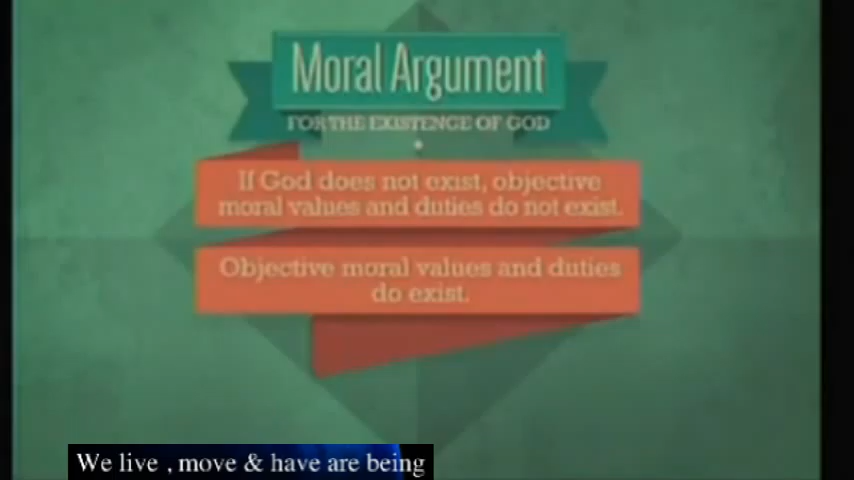 Moral Argument
FOR THE EXISTENCE OF GOD
If God does not exist, objective
moral values and duties do not exist.
Objective moral values and duties
do exist.
We live , move & have are being